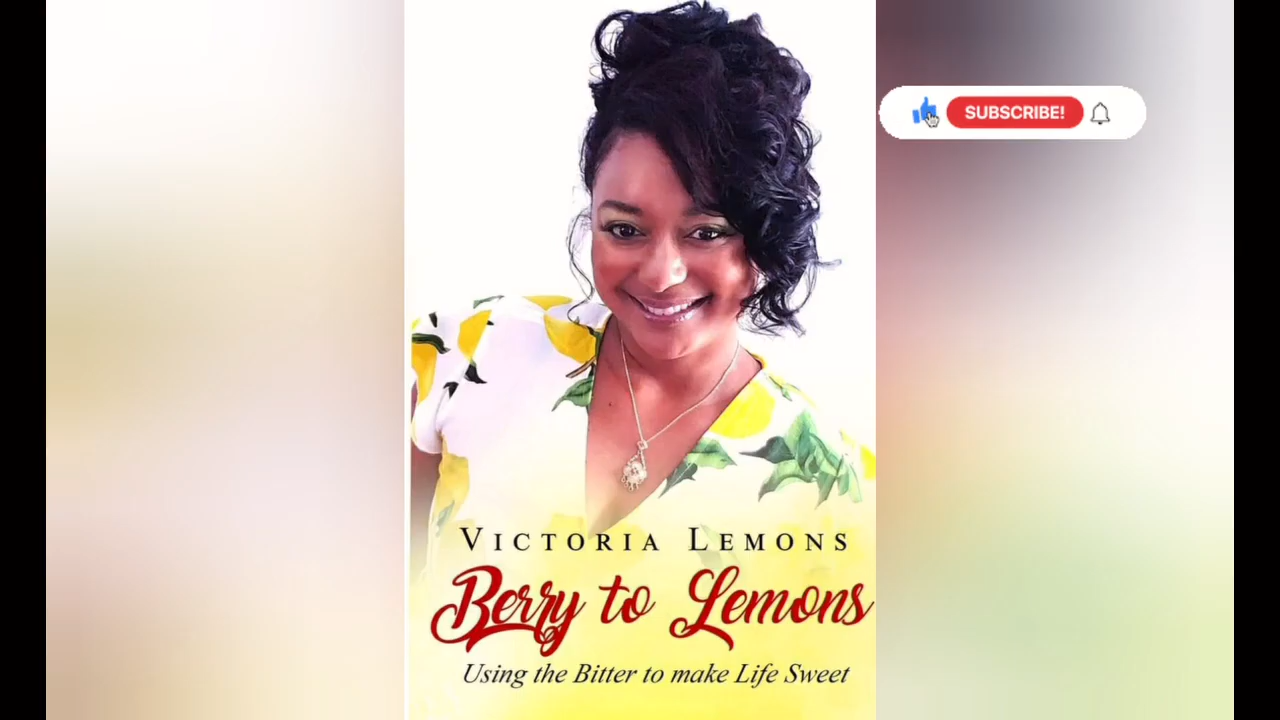 SUBSCRIBE!
VICTORIA LEMONS
Berry to Lemons
Using the Bitter to make Life Sweet